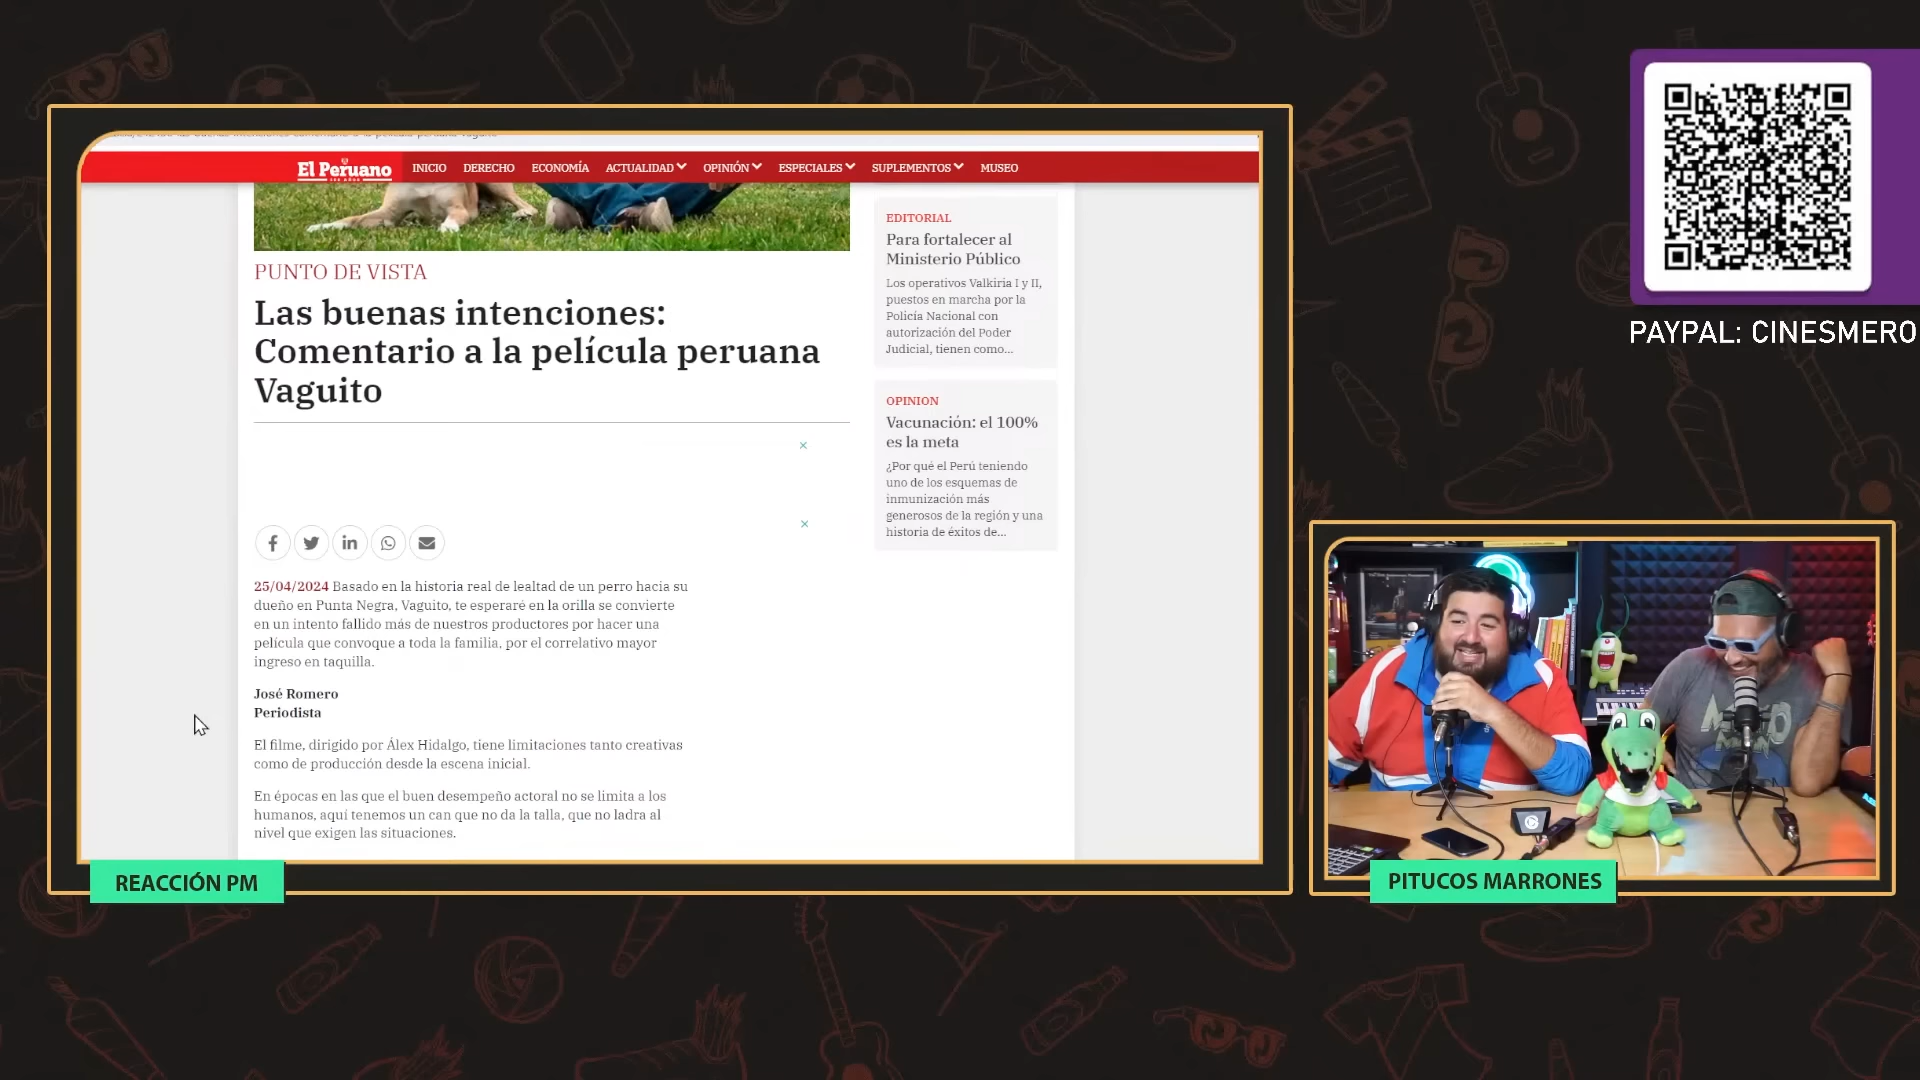 El Peruano
INICIO DERECHO ECONOMÍA ACTUALIDAD OPINIÓN ESPECIALES SUPLEMENTOS MUSEO
PUNTO DE VISTA
Las buenas intenciones:
Comentario a la película peruana
Vaguito
25/04/2024 Basado en la historia real de lealtad de un perro hacia su
dueño en Punta Negra, Vaguito, te esperaré en la orilla se convierte
en un intento fallido más de nuestros productores por hacer una
película que convoque a toda la familia, por el correlativo mayor
ingreso en taquilla.
José Romero
Periodista
El filme, dirigido por Álex Hidalgo, tiene limitaciones tanto creativas
como de producción desde la escena inicial.
En épocas en las que el buen desempeño actoral no se limita a los
humanos, aquí tenemos un can que no da la talla, que no ladra al
nivel que exigen las situaciones.
EDITORIAL
Para fortalecer al
Ministerio Público
Los operativos Valkiria I y II,
puestos en marcha por la
Policía Nacional con
autorización del Poder
Judicial, tienen como...
OPINION
Vacunación: el 100%
es la meta
¿Por qué el Perú teniendo
uno de los esquemas de
inmunización más
generosos de la región y una
historia de éxitos de...
REACCIÓN PM
PAYPAL: CINESMERO
PITUCOS MARRONES